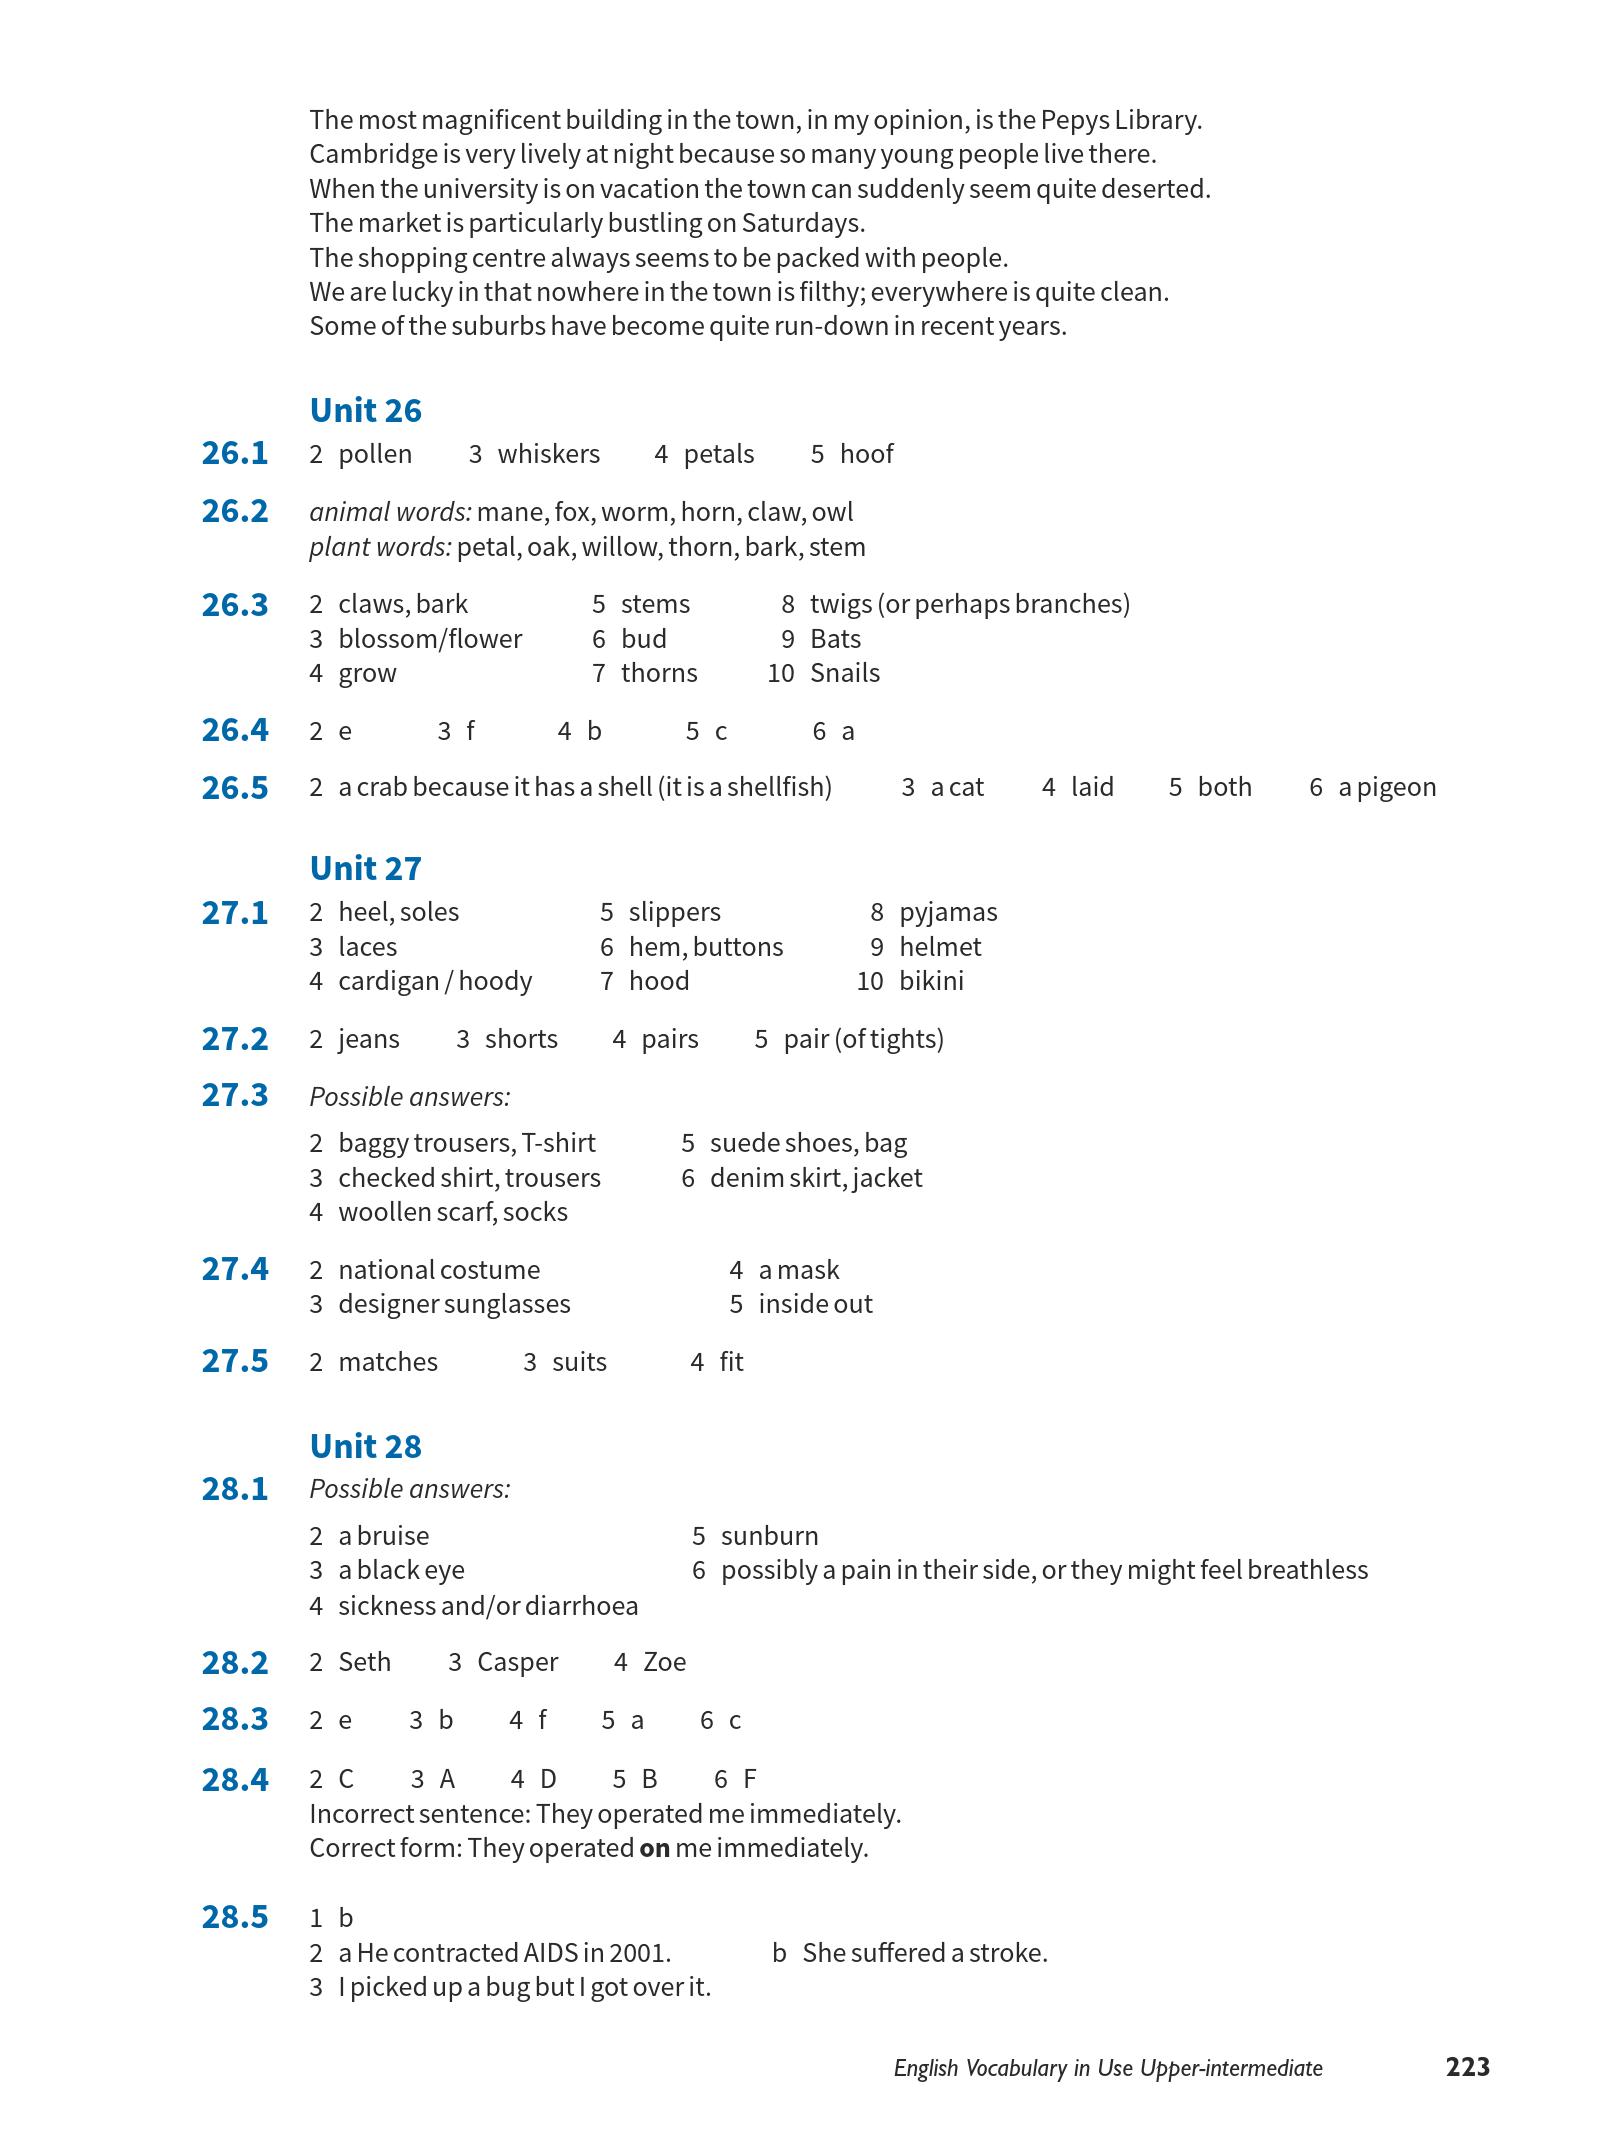 The most magnificent building in the town, in my opinion, is the Pepys Library.
Cambridge is very lively at night because so many young people live there.
When the university is on vacation the town can suddenly seem quite deserted.
The market is particularly bustling on Saturdays.
The shopping centre always seems to be packed with people.
We are lucky in that nowhere in the town is filthy; everywhere is quite clean.
Some of the suburbs have become quite run-down in recent years.
Unit 26
26.1 2 pollen 3 whiskers 4 petals 5 hoof
26.2 animal words: mane, fox, worm, horn, claw, owl
plant words: petal, oak, willow, thorn, bark, stem
26.3 2 claws, bark 5 stems 8 twigs (or perhaps branches)
3 blossom/flower 6 bud 9 Bats
4 grow 7 thorns 10 Snails
26.4 2 e 3 f 4 b 5 c 6 a
26.5 2 a crab because it has a shell (it is a shellfish) 3 a cat 4 laid 5 both 6 a pigeon
Unit 27
27.1 2 heel, soles 5 slippers 8 pyjamas
3 laces 6 hem, buttons 9 helmet
4 cardigan / hoody 7 hood 10 bikini
27.2 2 jeans 3 shorts 4 pairs 5 pair (of tights)
27.3 Possible answers:
2 baggy trousers, T-shirt 5 suede shoes, bag
3 checked shirt, trousers 6 denim skirt, jacket
4 woollen scarf, socks
27.4 2 national costume 4 a mask
3 designer sunglasses 5 inside out
27.5 2 matches 3 suits 4 fit
Unit 28
28.1 Possible answers:
2 a bruise 5 sunburn
3 a black eye 6 possibly a pain in their side, or they might feel breathless
4 sickness and/or diarrhoea
28.2 2 Seth 3 Casper 4 Zoe
28.3 2 e 3 b 4 f 5 a 6 c
28.4 2 C 3 A 4 D 5 B 6 F
Incorrect sentence: They operated me immediately.
Correct form: They operated on me immediately.
28.5 1 b
2 a He contracted AIDS in 2001. b She suffered a stroke.
3 I picked up a bug but I got over it.
English Vocabulary in Use Upper-intermediate 223